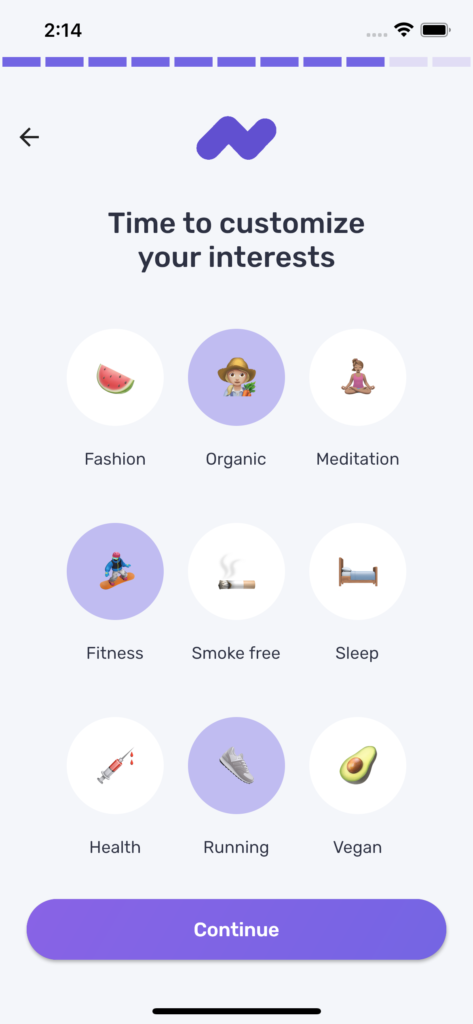 2:14
Time to customize
your interests
Fashion
Organic
Meditation
Fitness
Smoke free
Sleep
Health
Running
Vegan
Continue